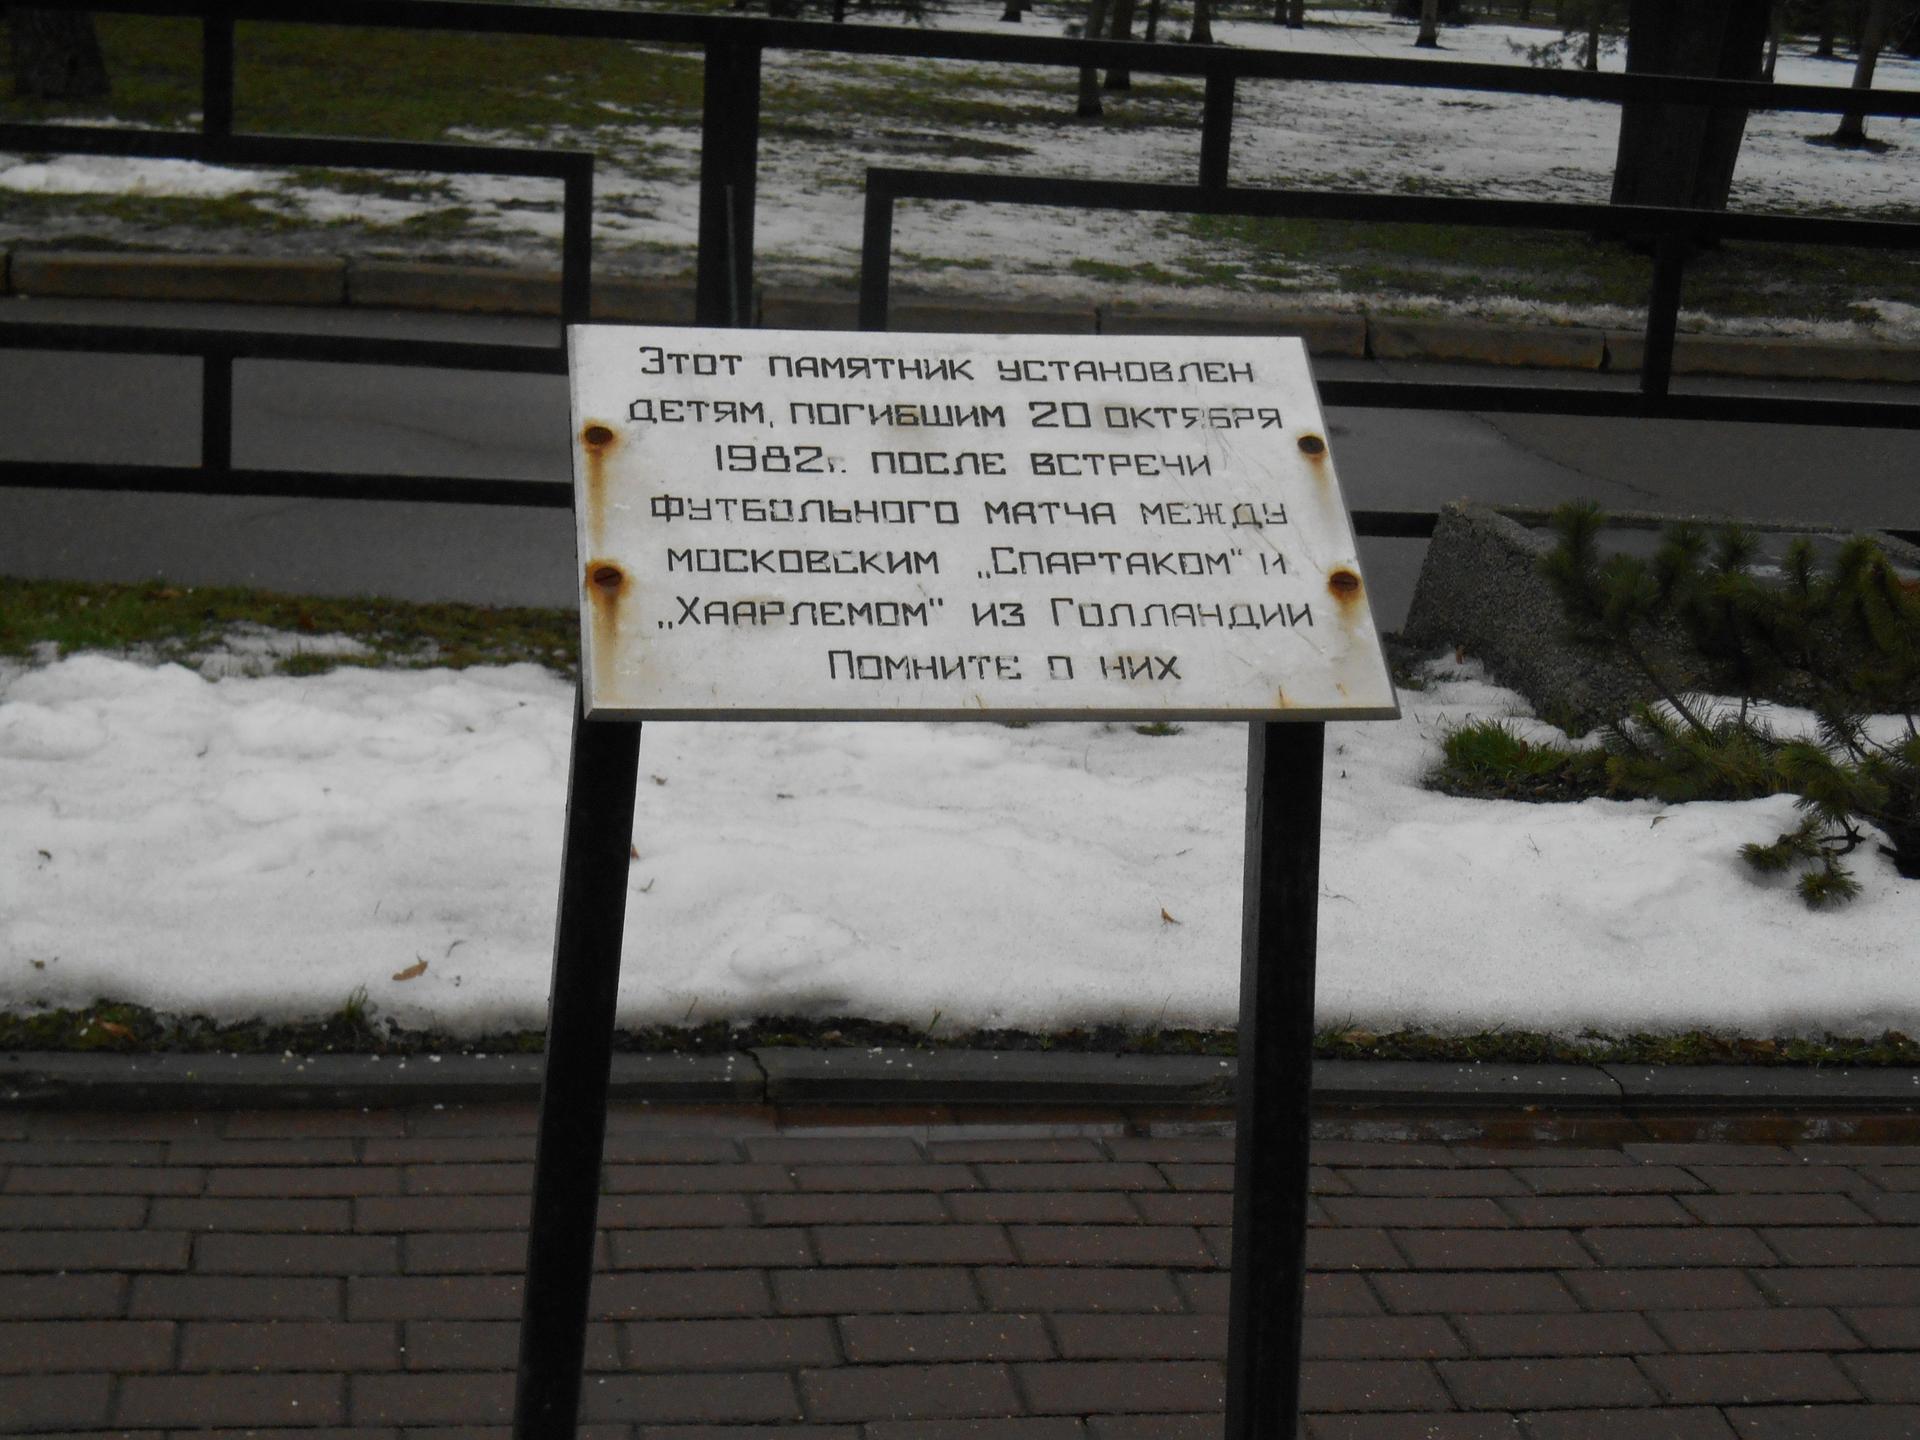 Этот памятник установлен
детям, погибшим 20 октября
1982г. после встречи
футбольного матча между
московским „Спартаком" и
„Хаарлемом" из Голландии
Помните о них